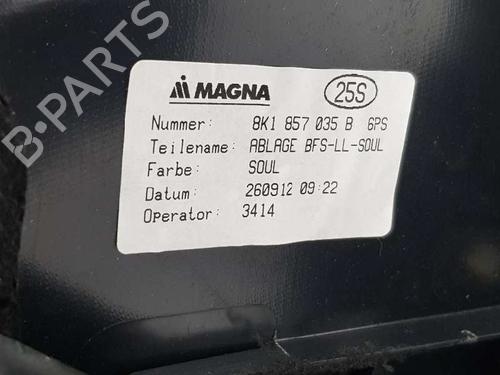 MAGNA 25S
Nummer: 8K1 857 035 B 6PS
Teilename: ABLAGE BFS-LL-SOUL
Farbe: SOUL
Datum: 260912 09:22
Operator: 3414
B-PARTS